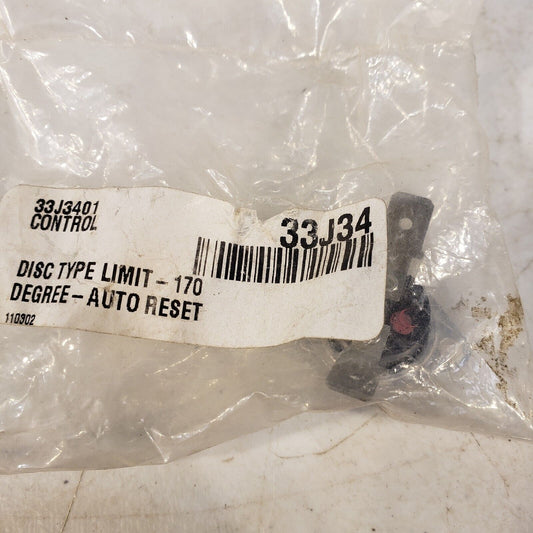 33J3401
CONTROL
33J34
DISC TYPE LIMIT - 170
DEGREE - AUTO RESET
110302